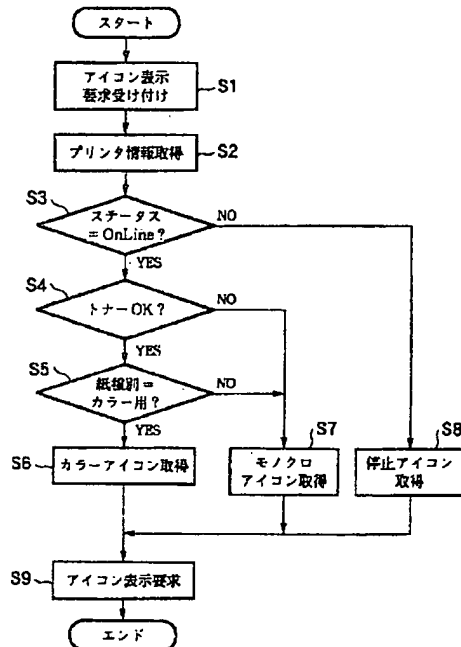 スタート
アイコン表示
要求受け付け
S1
プリンタ情報取得
S2
S3
ステータス
=OnLine?
NO
YES
S4
トナーOK?
NO
YES
S5
紙種別=
カラー用?
NO
YES
S6
カラーアイコン取得
S7
モノクロ
アイコン取得
S8
停止アイコン
取得
S9
アイコン表示要求
エンド